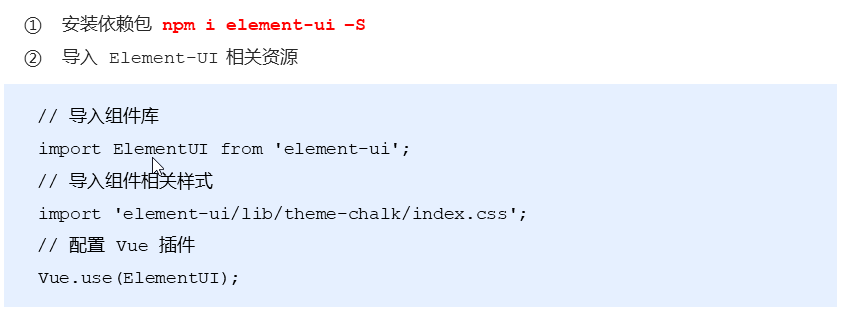 ① 安装依赖包 npm i element-ui –S
② 导入 Element-UI 相关资源
// 导入组件库
import ElementUI from 'element-ui';
// 导入组件相关样式
import 'element-ui/lib/theme-chalk/index.css';
// 配置 Vue 插件
Vue.use(ElementUI);